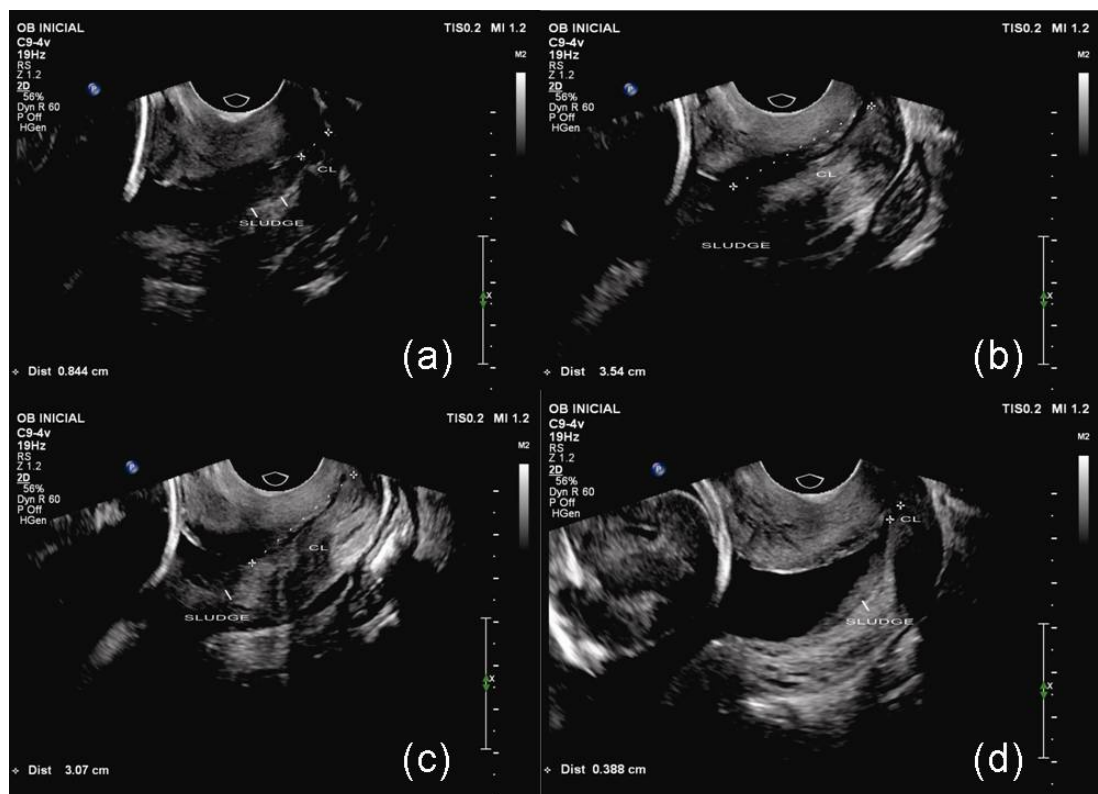 OB INICIAL
TIS0.2 MI 1.2
C9-4v
19Hz
RS
Z 1.2
2D
56%
Dyn R 60
P Off
HGen
P
M2
CL
SLUDGE
X
(a)
Dist 0.844 cm
OB INICIAL
TIS0.2 MI 1.2
C9-4v
19Hz
RS
Z 1.2
2D
56%
Dyn R 60
P Off
HGen
P
M2
CL
SLUDGE
X
(b)
Dist 3.54 cm
OB INICIAL
TIS0.2 MI 1.2
C9-4v
19Hz
RS
Z 1.2
2D
56%
Dyn R 60
P Off
HGen
P
M2
CL
SLUDGE
X
(c)
Dist 3.07 cm
OB INICIAL
TIS0.2 MI 1.2
C9-4v
19Hz
RS
Z 1.2
2D
56%
Dyn R 60
P Off
HGen
P
M2
CL
SLUDGE
X
(d)
Dist 0.388 cm